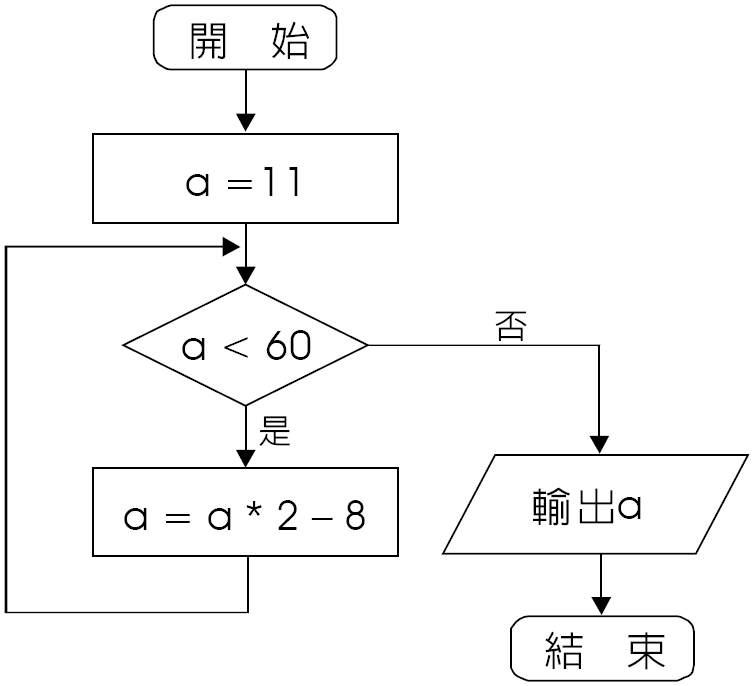 開 始
a = 11
a < 60
否
是
a = a * 2 – 8
輸出a
結 束